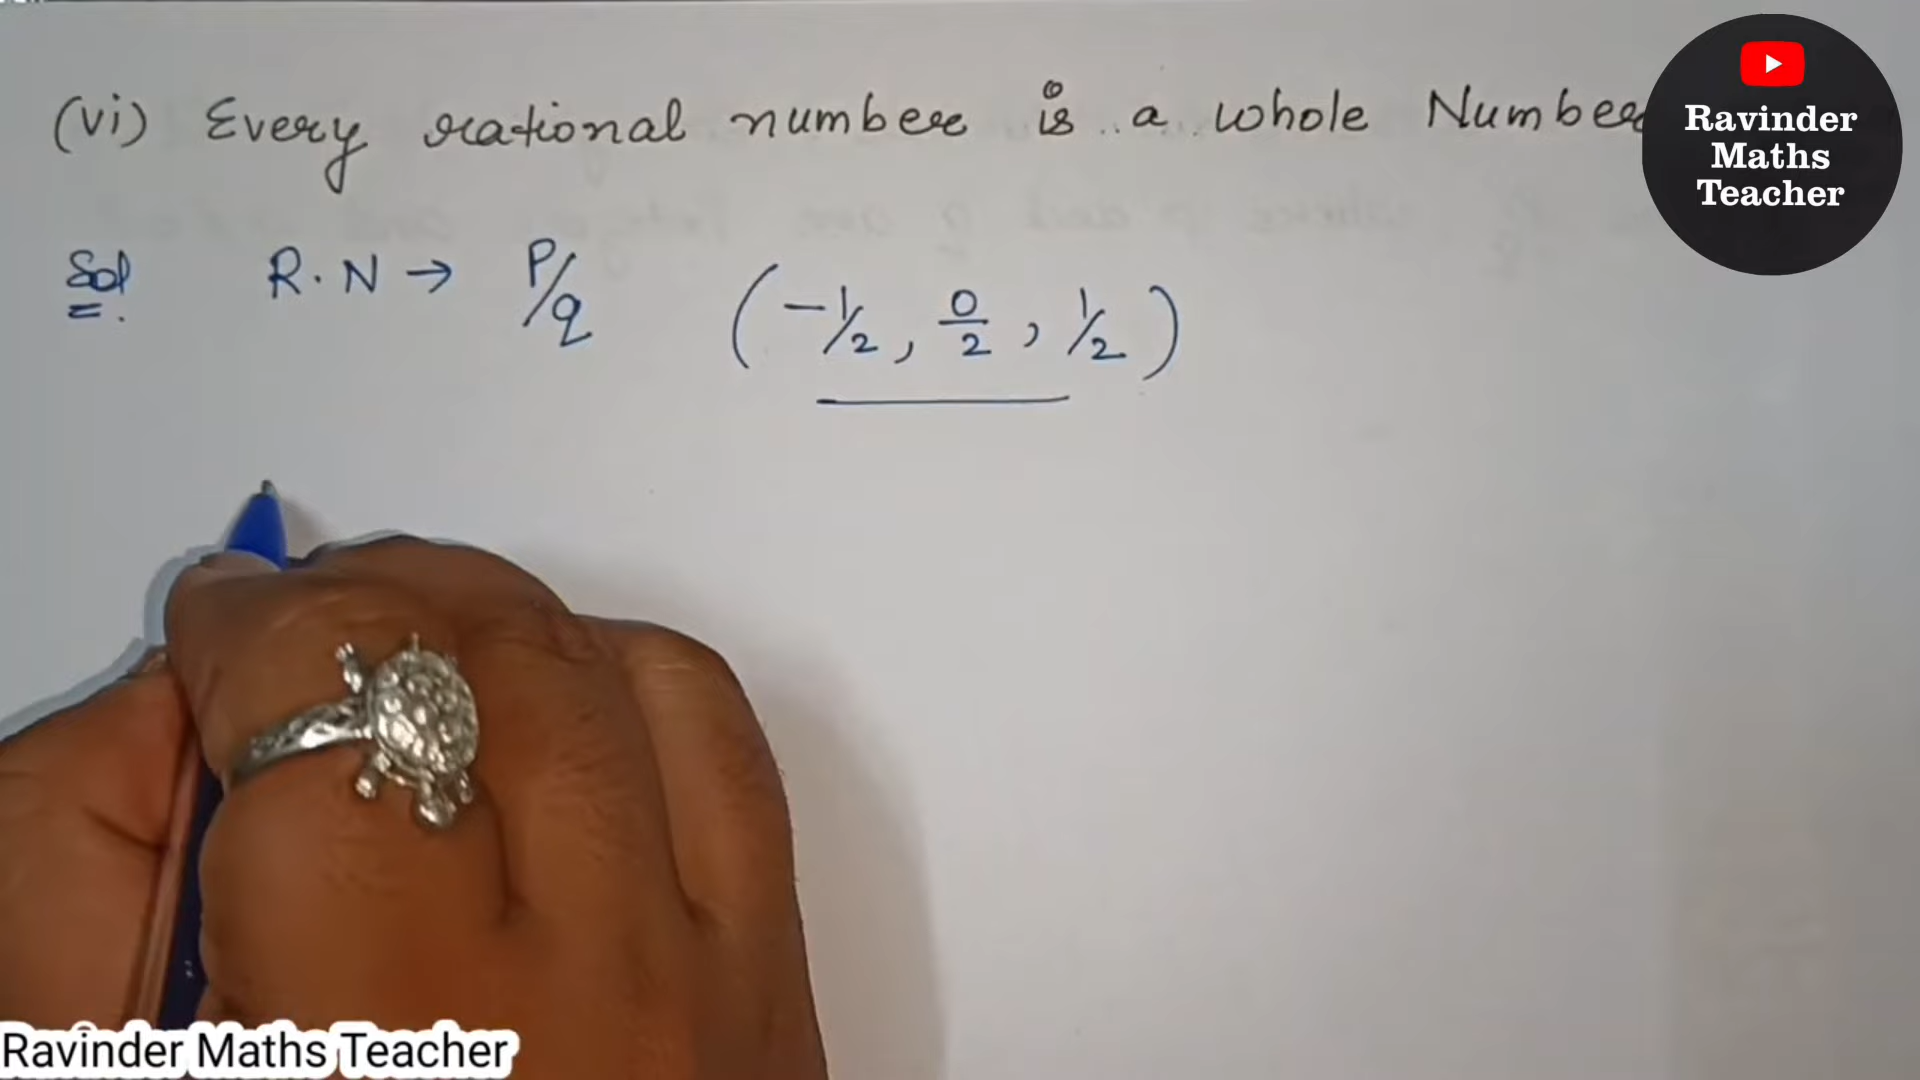 (vi) Every rational number is a whole Number
Sol R.N → P/q (-1/2, 0/2, 1/2)
Ravinder
Maths
Teacher
Ravinder Maths Teacher